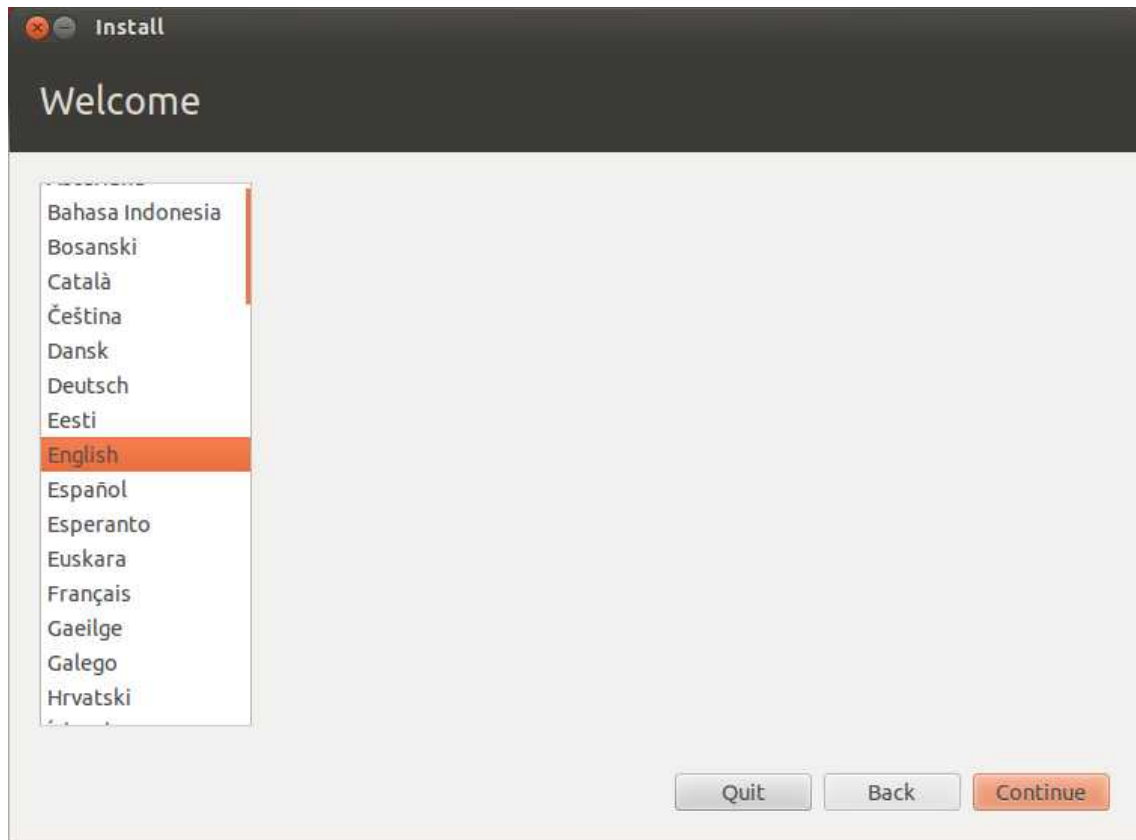 Install
Welcome
Bahasa Indonesia
Bosanski
Català
Čeština
Dansk
Deutsch
Eesti
English
Español
Esperanto
Euskara
Français
Gaeilge
Galego
Hrvatski
Quit Back Continue